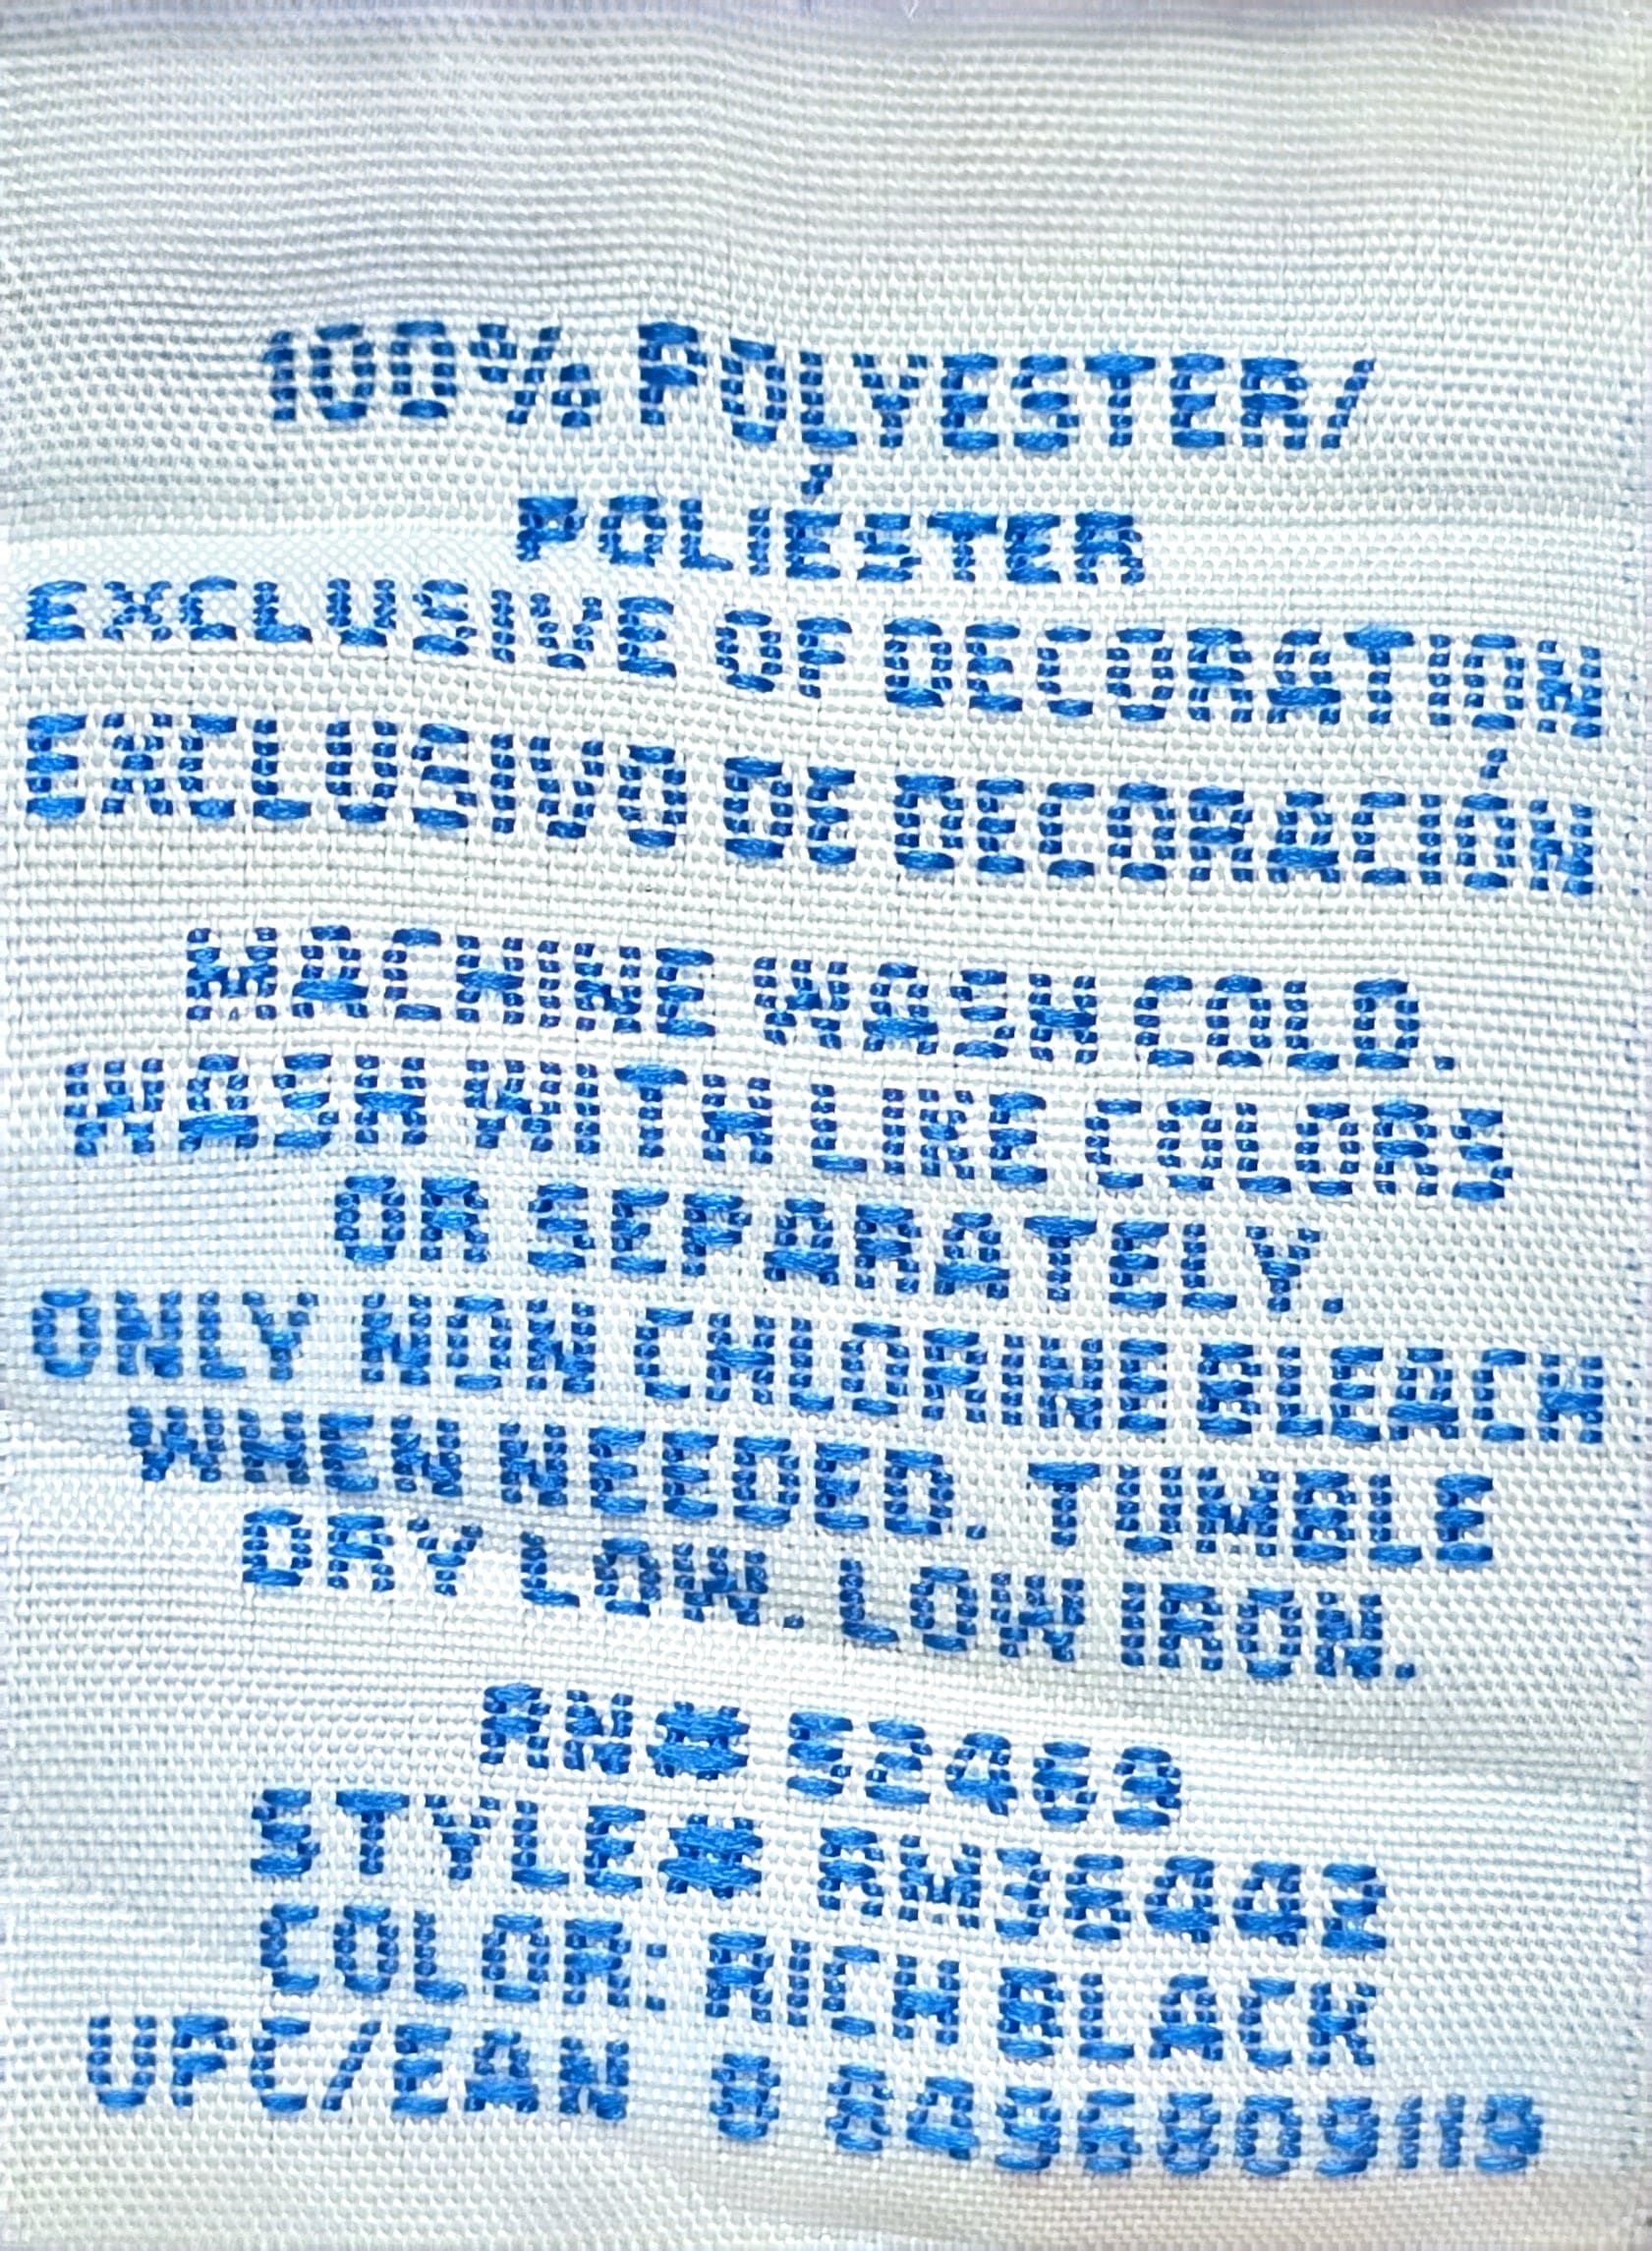 100% POLYESTER/
POLIÉSTER
EXCLUSIVE OF DECORATION
EXCLUSIVO DE DECORACIÓN
MACHINE WASH COLD.
WASH WITH LIKE COLORS
OR SEPARATELY.
ONLY NON CHLORINE BLEACH
WHEN NEEDED. TUMBLE
DRY LOW. LOW IRON.
RN# 52469
STYLE# RM36442
COLOR: RICH BLACK
UPC/EAN